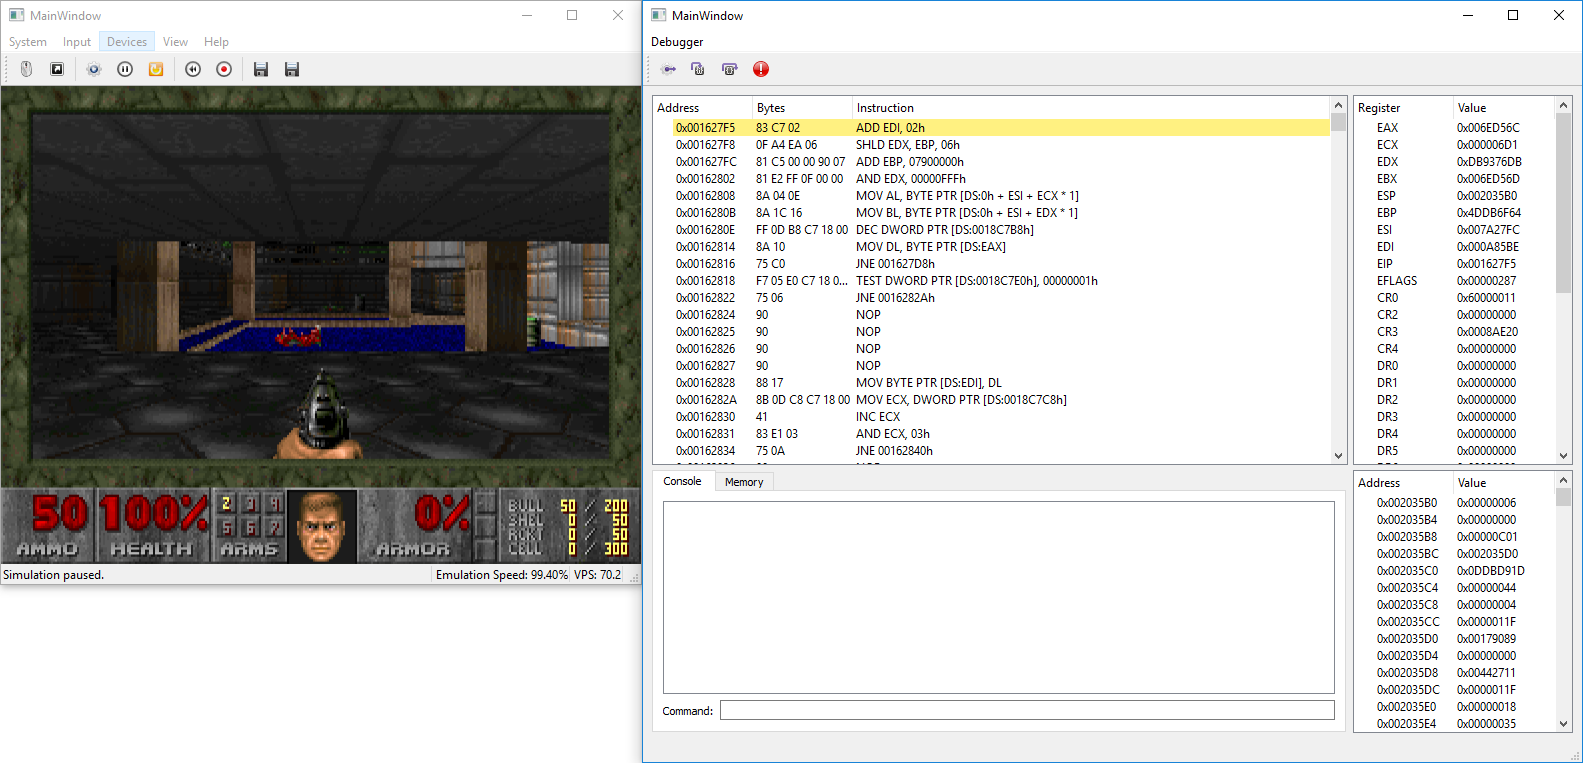 MainWindow
System Input Devices View Help
50 100% 2 3 4 0% BULL 50 / 200
5 6 7 SHEL 0 / 50
RCKT 0 / 50
AMMO HEALTH ARMS ARMOR CELL 0 / 300
Simulation paused. Emulation Speed: 99.40% VPS: 70.2
MainWindow
Debugger
Address Bytes Instruction
0x001627F5 83 C7 02 ADD EDI, 02h
0x001627F8 0F A4 EA 06 SHLD EDX, EBP, 06h
0x001627FC 81 C5 00 00 90 07 ADD EBP, 07900000h
0x00162802 81 E2 FF 0F 00 00 AND EDX, 00000FFFh
0x00162808 8A 04 0E MOV AL, BYTE PTR [DS:0h + ESI + ECX * 1]
0x0016280B 8A 1C 16 MOV BL, BYTE PTR [DS:0h + ESI + EDX * 1]
0x0016280E FF 0D B8 C7 18 00 DEC DWORD PTR [DS:0018C7B8h]
0x00162814 8A 10 MOV DL, BYTE PTR [DS:EAX]
0x00162816 75 C0 JNE 001627D8h
0x00162818 F7 05 E0 C7 18 0... TEST DWORD PTR [DS:0018C7E0h], 00000001h
0x00162822 75 06 JNE 0016282Ah
0x00162824 90 NOP
0x00162825 90 NOP
0x00162826 90 NOP
0x00162827 90 NOP
0x00162828 88 17 MOV BYTE PTR [DS:EDI], DL
0x0016282A 8B 0D C8 C7 18 00 MOV ECX, DWORD PTR [DS:0018C7C8h]
0x00162830 41 INC ECX
0x00162831 83 E1 03 AND ECX, 03h
0x00162834 75 0A JNE 00162840h
Register Value
EAX 0x006ED56C
ECX 0x000006D1
EDX 0xDB9376DB
EBX 0x006ED56D
ESP 0x002035B0
EBP 0x4DDB6F64
ESI 0x007A27FC
EDI 0x000A85BE
EIP 0x001627F5
EFLAGS 0x00000287
CR0 0x60000011
CR2 0x00000000
CR3 0x0008AE20
CR4 0x00000000
DR0 0x00000000
DR1 0x00000000
DR2 0x00000000
DR3 0x00000000
DR4 0x00000000
DR5 0x00000000
Console Memory
Command:
Address Value
0x002035B0 0x00000006
0x002035B4 0x00000000
0x002035B8 0x00000C01
0x002035BC 0x002035D0
0x002035C0 0x0DDBD91D
0x002035C4 0x00000044
0x002035C8 0x00000004
0x002035CC 0x0000011F
0x002035D0 0x00179089
0x002035D4 0x00000000
0x002035D8 0x00442711
0x002035DC 0x0000011F
0x002035E0 0x00000018
0x002035E4 0x00000035